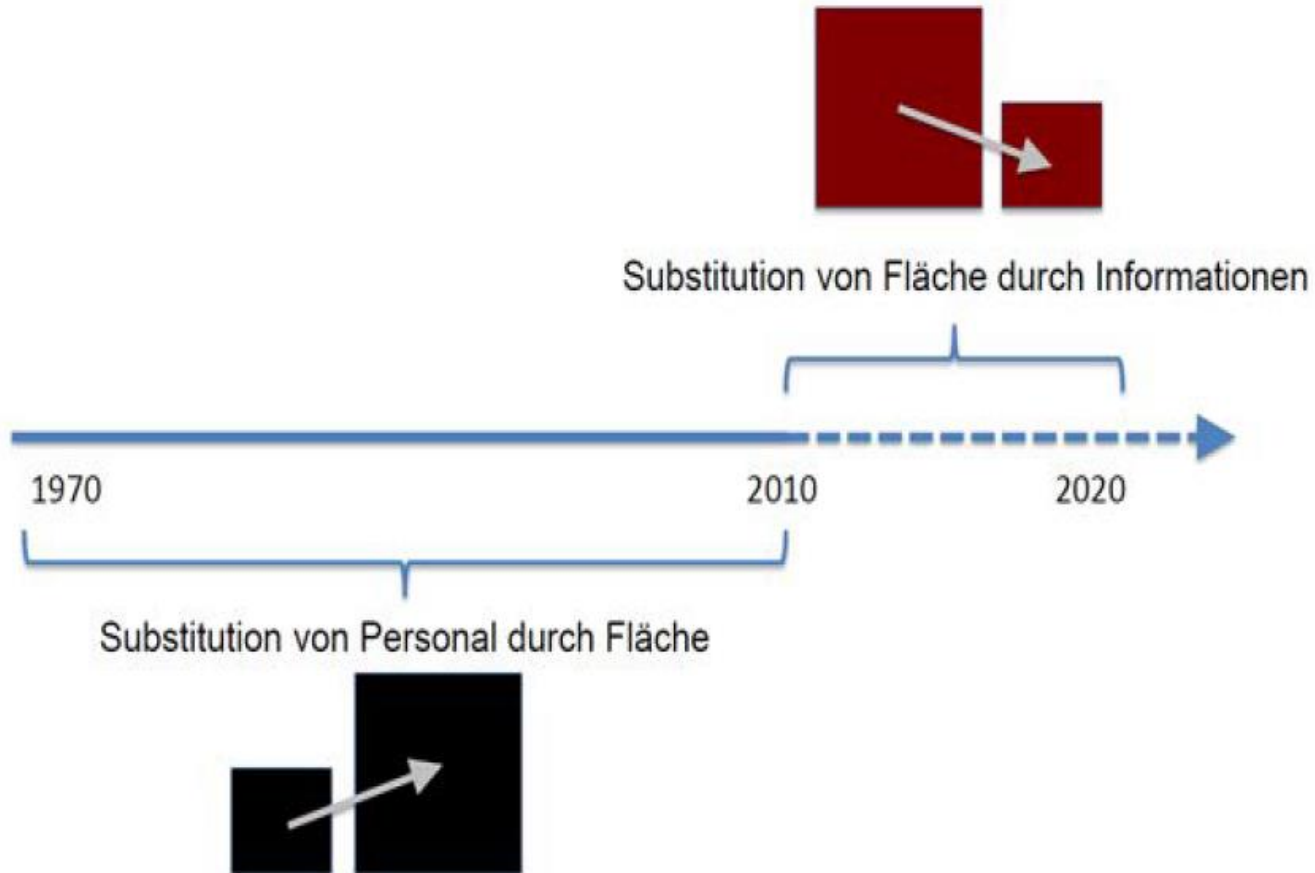 Substitution von Fläche durch Informationen
1970
2010
2020
Substitution von Personal durch Fläche